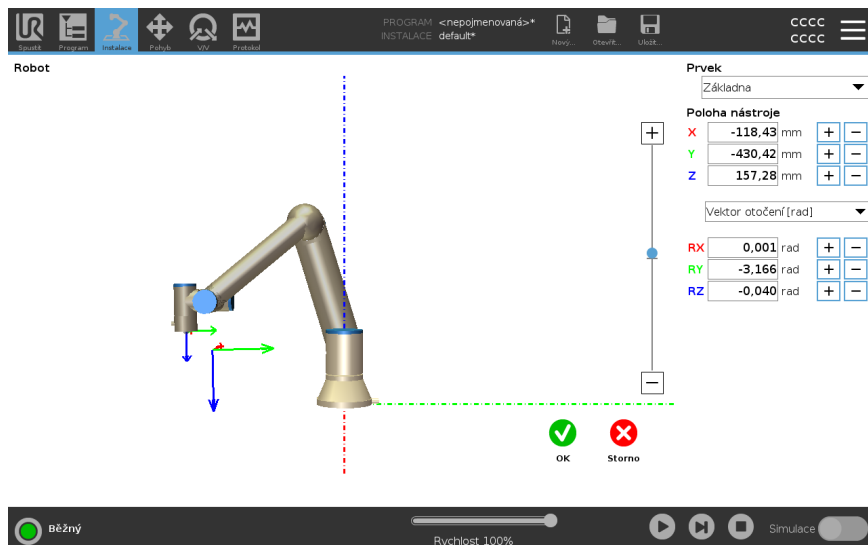 UR
Spustit
Program
Instalace
Pohyb
V/V
Protokol
PROGRAM <nepojmenovaná>*
INSTALACE default*
Nový...
Otevřít...
Uložit...
cccc
cccc
Robot
Prvek
Základna
Poloha nástroje
X -118,43 mm + −
Y -430,42 mm + −
Z 157,28 mm + −
Vektor otočení [rad]
RX 0,001 rad + −
RY -3,166 rad + −
RZ -0,040 rad + −
OK
Storno
Běžný
Rychlost 100%
Simulace